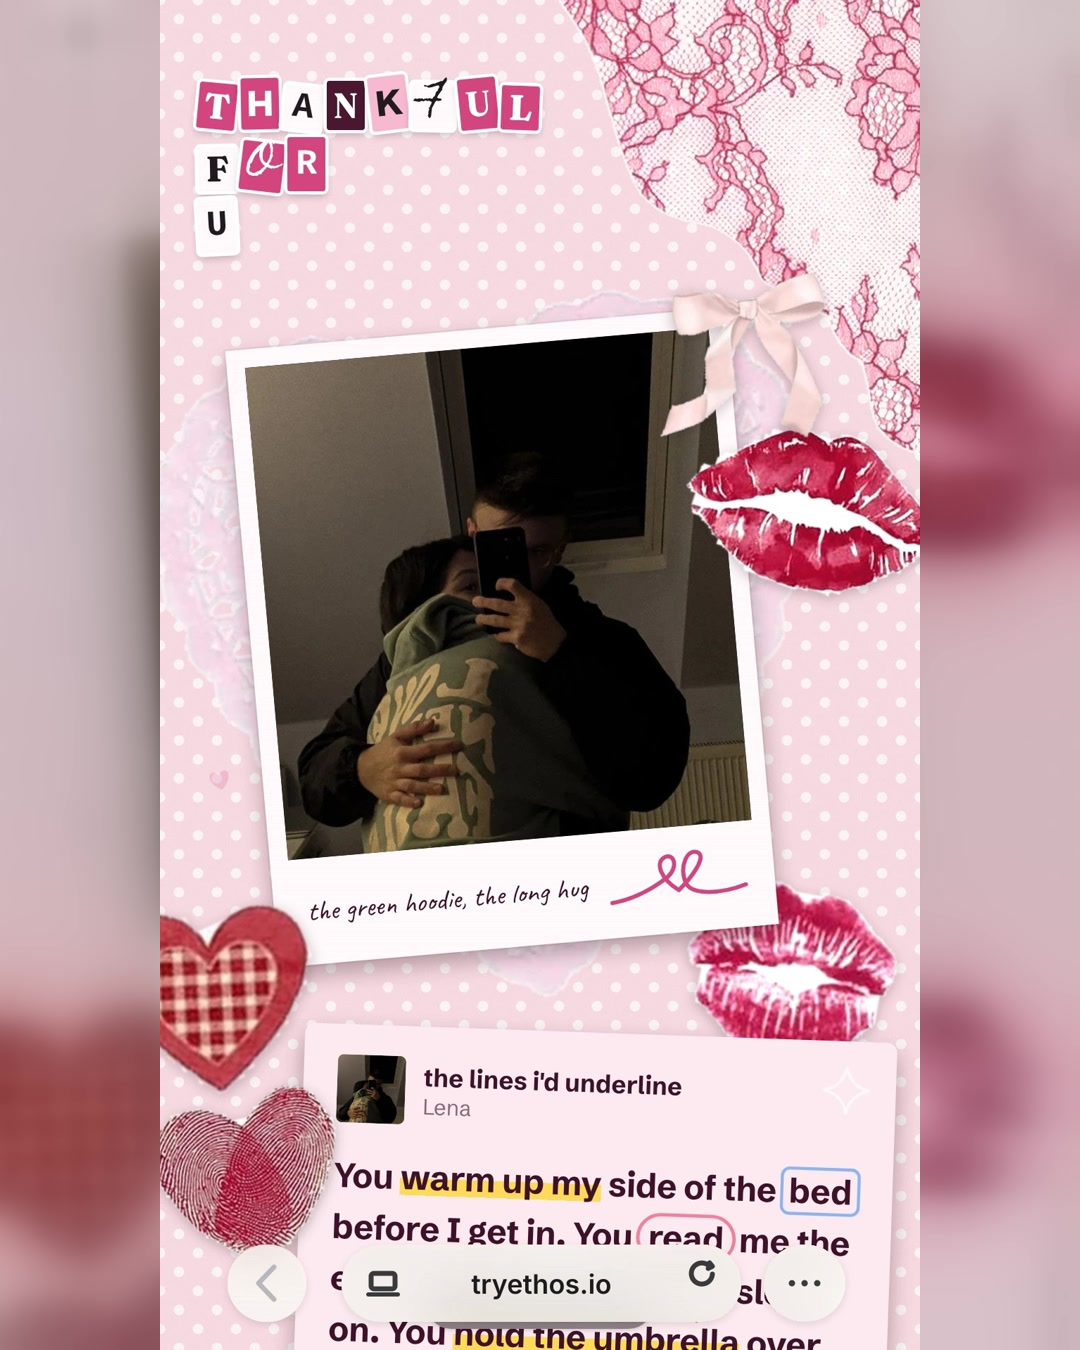 THANKfUL
FOR
U
the green hoodie, the long hug
the lines i'd underline
Lena
You warm up my side of the bed
before I get in. You read me the
tryethos.io
on. You hold the umbrella over